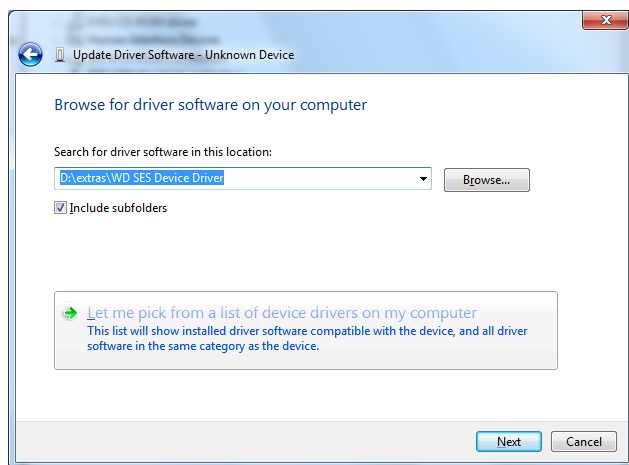 Update Driver Software - Unknown Device
Browse for driver software on your computer
Search for driver software in this location:
D:\extras\WD SES Device Driver
Browse...
Include subfolders
Let me pick from a list of device drivers on my computer
This list will show installed driver software compatible with the device, and all driver
software in the same category as the device.
Next
Cancel